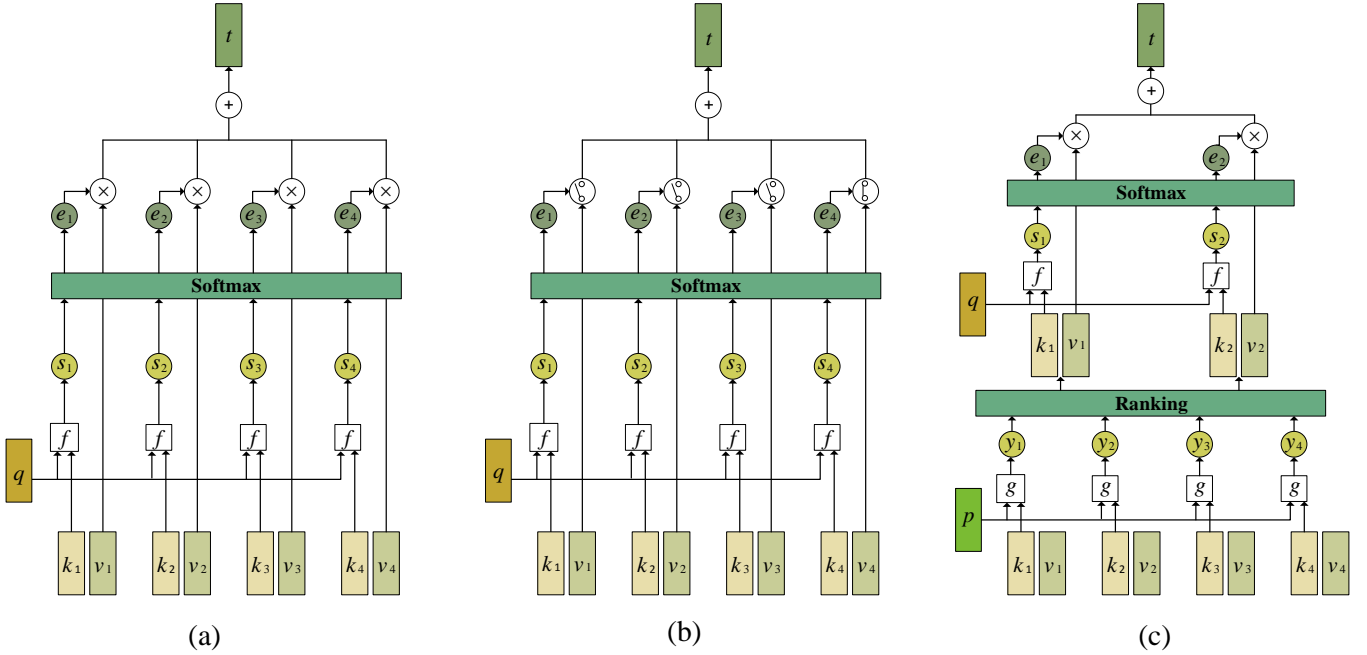 t
+
× × × ×
e1 e2 e3 e4
Softmax
s1 s2 s3 s4
f f f f
q
k1 v1 k2 v2 k3 v3 k4 v4
(a)
t
+
e1 e2 e3 e4
Softmax
s1 s2 s3 s4
f f f f
q
k1 v1 k2 v2 k3 v3 k4 v4
(b)
t
+
× ×
e1 e2
Softmax
s1 s2
f f
q
k1 v1 k2 v2
Ranking
y1 y2 y3 y4
g g g g
p
k1 v1 k2 v2 k3 v3 k4 v4
(c)